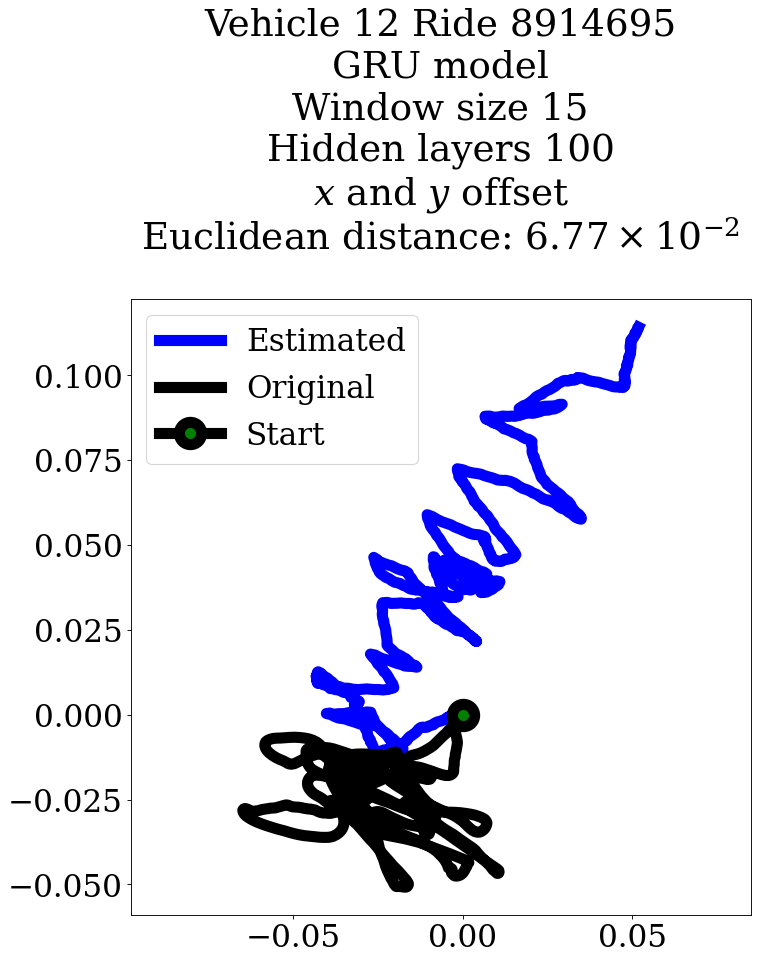 Vehicle 12 Ride 8914695
GRU model
Window size 15
Hidden layers 100
x and y offset
Euclidean distance: 6.77 × 10⁻²
Estimated
Original
Start
0.100
0.075
0.050
0.025
0.000
−0.025
−0.050
−0.05 0.00 0.05